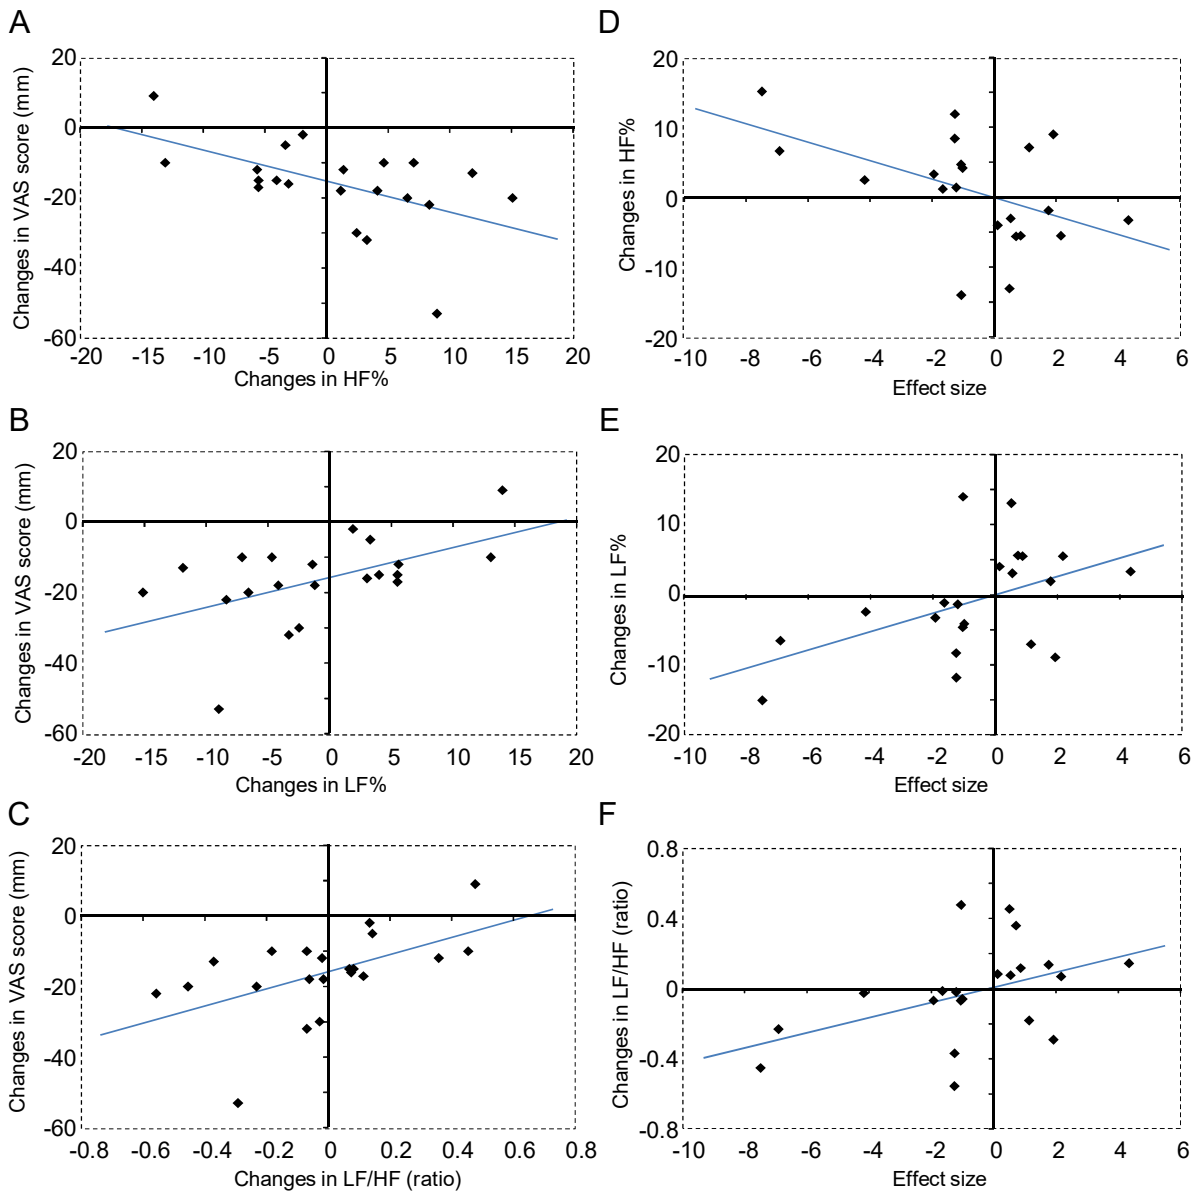 A
Changes in VAS score (mm)
20
0
-20
-40
-60
-20 -15 -10 -5 0 5 10 15 20
Changes in HF%
B
Changes in VAS score (mm)
20
0
-20
-40
-60
-20 -15 -10 -5 0 5 10 15 20
Changes in LF%
C
Changes in VAS score (mm)
20
0
-20
-40
-60
-0.8 -0.6 -0.4 -0.2 0 0.2 0.4 0.6 0.8
Changes in LF/HF (ratio)
D
Changes in HF%
20
10
0
-10
-20
-10 -8 -6 -4 -2 0 2 4 6
Effect size
E
Changes in LF%
20
10
0
-10
-20
-10 -8 -6 -4 -2 0 2 4 6
Effect size
F
Changes in LF/HF (ratio)
0.8
0.4
0
-0.4
-0.8
-10 -8 -6 -4 -2 0 2 4 6
Effect size